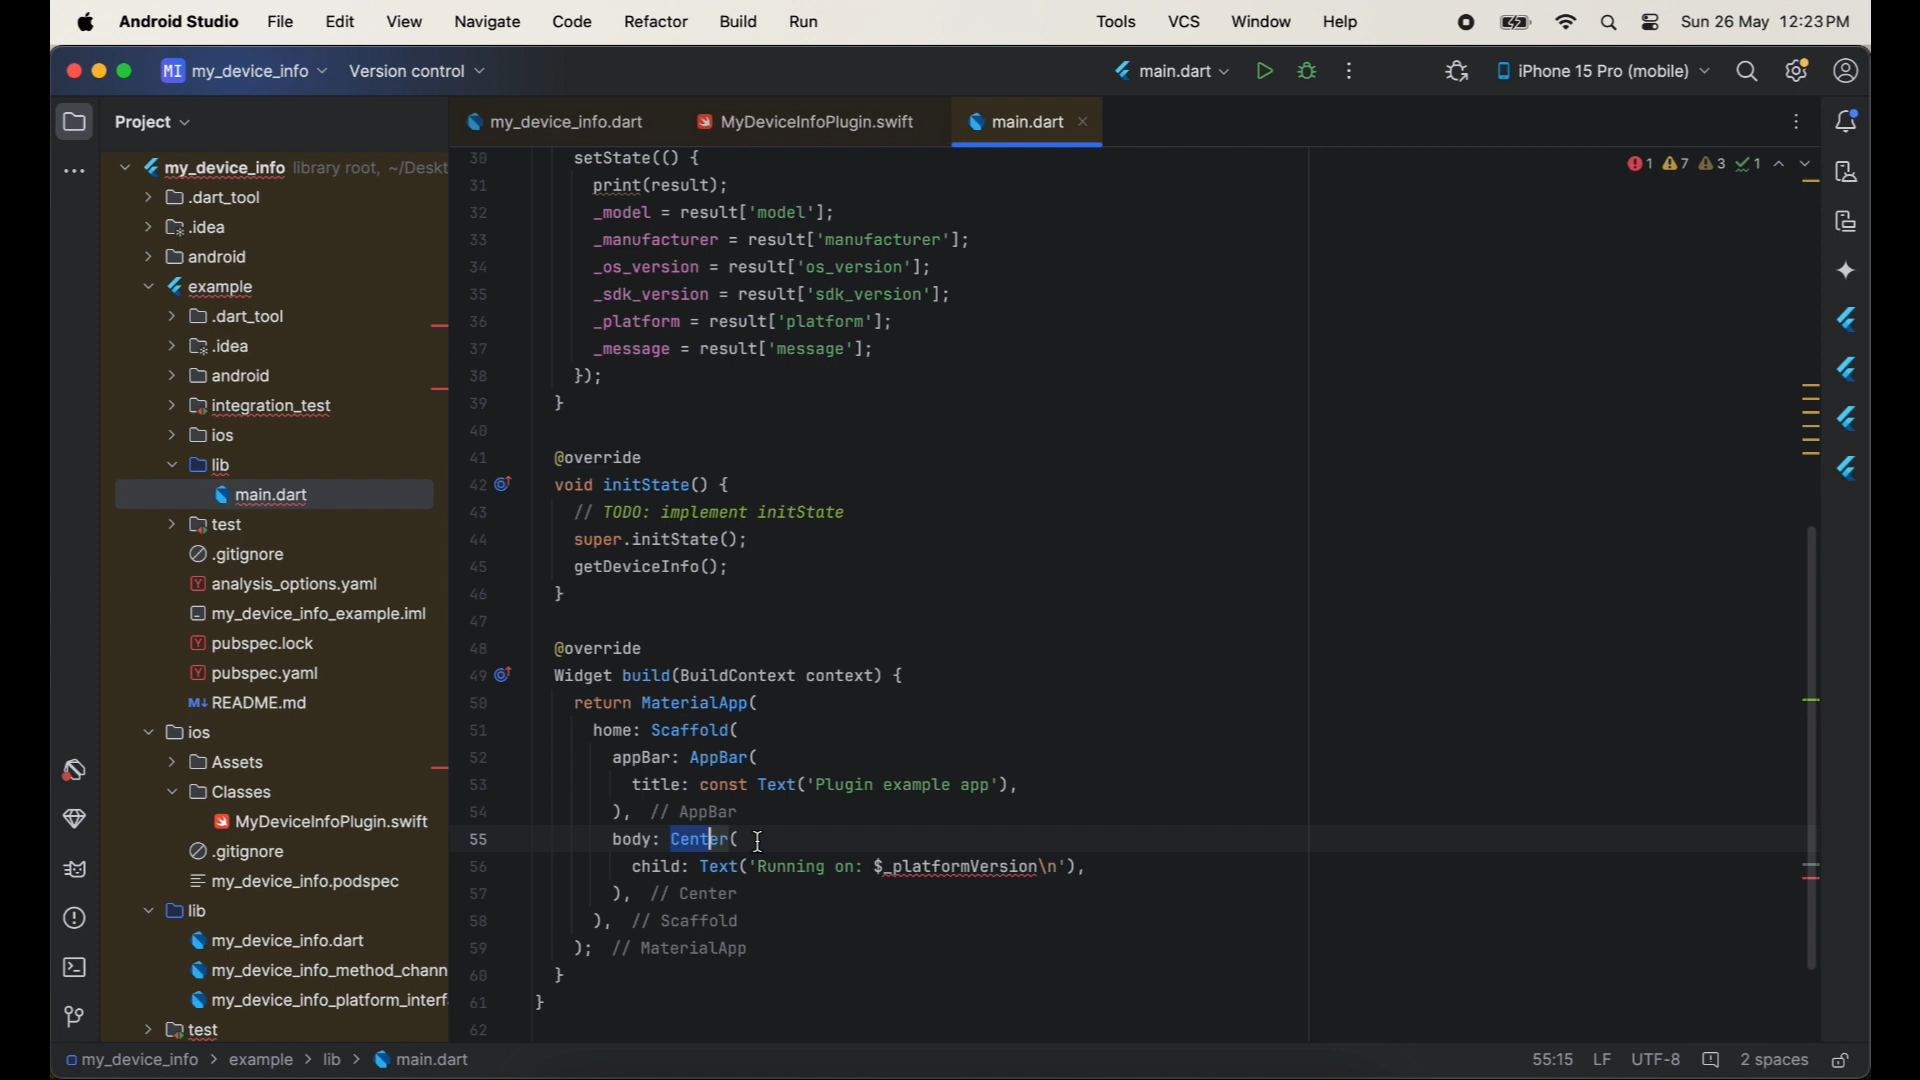 Android Studio File Edit View Navigate Code Refactor Build Run Tools VCS Window Help Sun 26 May 12:23 PM
MI my_device_info Version control main.dart iPhone 15 Pro (mobile)
Project
my_device_info.dart MyDeviceInfoPlugin.swift main.dart
my_device_info library root, ~/Deskt
.dart_tool
.idea
android
example
.dart_tool
.idea
android
integration_test
ios
lib
main.dart
test
.gitignore
analysis_options.yaml
my_device_info_example.iml
pubspec.lock
pubspec.yaml
M↓ README.md
ios
Assets
Classes
MyDeviceInfoPlugin.swift
.gitignore
my_device_info.podspec
lib
my_device_info.dart
my_device_info_method_chann
my_device_info_platform_interf
test
1 7 3 1
30 setState(() {
31 print(result);
32 _model = result['model'];
33 _manufacturer = result['manufacturer'];
34 _os_version = result['os_version'];
35 _sdk_version = result['sdk_version'];
36 _platform = result['platform'];
37 _message = result['message'];
38 });
39 }
40
41 @override
42 void initState() {
43 // TODO: implement initState
44 super.initState();
45 getDeviceInfo();
46 }
47
48 @override
49 Widget build(BuildContext context) {
50 return MaterialApp(
51 home: Scaffold(
52 appBar: AppBar(
53 title: const Text('Plugin example app'),
54 ), // AppBar
55 body: Center(
56 child: Text('Running on: $_platformVersion\n'),
57 ), // Center
58 ), // Scaffold
59 ); // MaterialApp
60 }
61 }
62
my_device_info > example > lib > main.dart 55:15 LF UTF-8 2 spaces